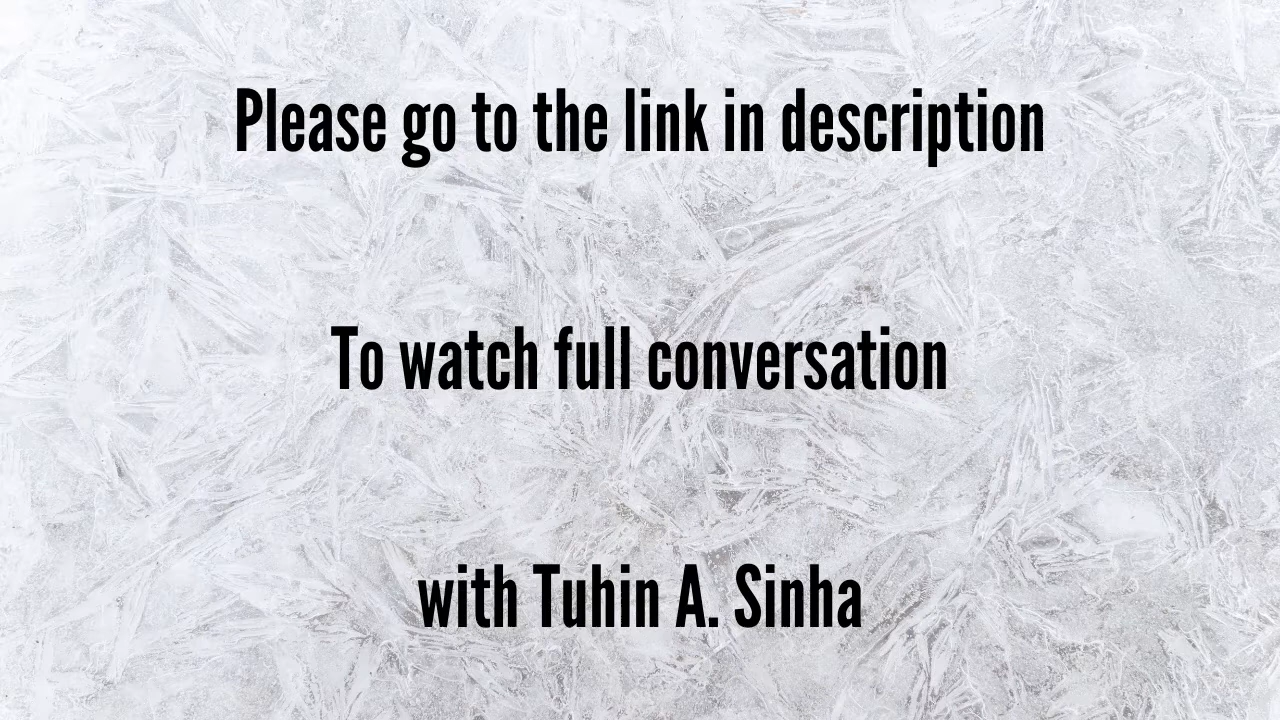 Please go to the link in description
To watch full conversation
with Tuhin A. Sinha